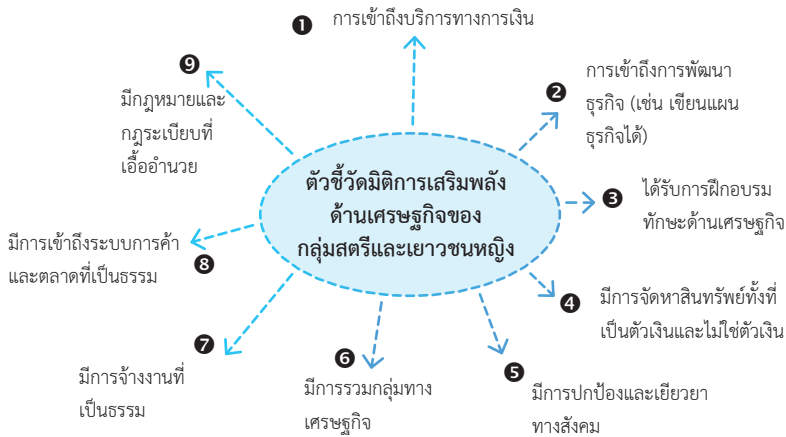 ❶ การเข้าถึงบริการทางการเงิน
❷ การเข้าถึงการพัฒนา
ธุรกิจ (เช่น เขียนแผน
ธุรกิจได้)
❸ ได้รับการฝึกอบรม
ทักษะด้านเศรษฐกิจ
❹ มีการจัดหาสินทรัพย์ทั้งที่
เป็นตัวเงินและไม่ใช่ตัวเงิน
❺ มีการปกป้องและเยียวยา
ทางสังคม
❻ มีการรวมกลุ่มทาง
เศรษฐกิจ
❼ มีการจ้างงานที่
เป็นธรรม
❽ มีการเข้าถึงระบบการค้า
และตลาดที่เป็นธรรม
❾ มีกฎหมายและ
กฎระเบียบที่
เอื้ออำนวย
ตัวชี้วัดมิติการเสริมพลัง
ด้านเศรษฐกิจของ
กลุ่มสตรีและเยาวชนหญิง